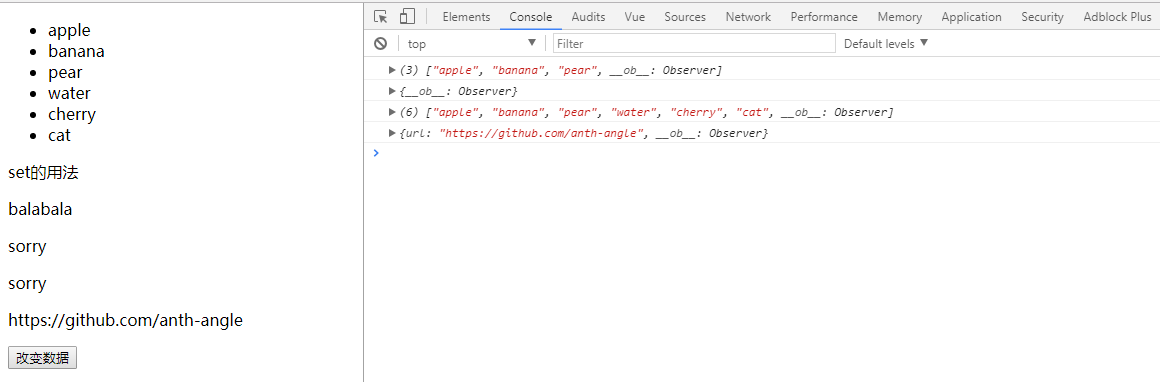 apple
banana
pear
water
cherry
cat
set的用法
balabala
sorry
sorry
https://github.com/anth-angle
改变数据
Elements Console Audits Vue Sources Network Performance Memory Application Security Adblock Plus
top Filter Default levels
(3) ["apple", "banana", "pear", __ob__: Observer]
{__ob__: Observer}
(6) ["apple", "banana", "pear", "water", "cherry", "cat", __ob__: Observer]
{url: "https://github.com/anth-angle", __ob__: Observer}